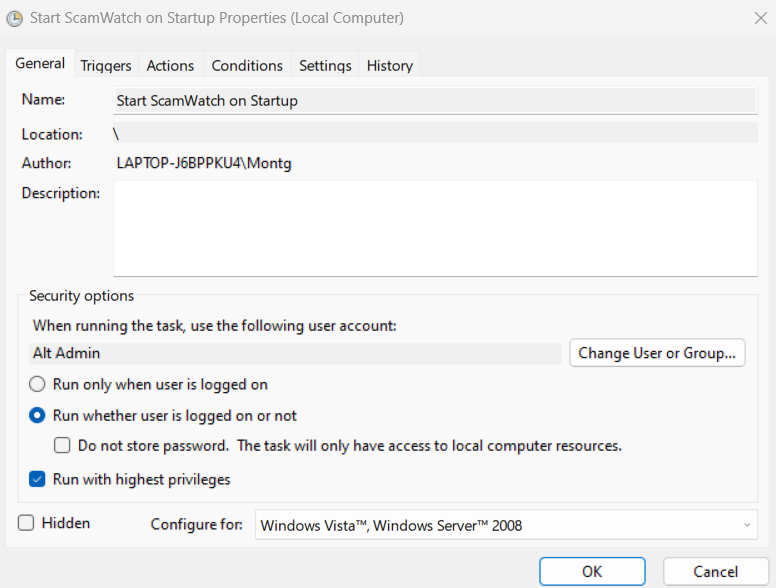 Start ScamWatch on Startup Properties (Local Computer)
General Triggers Actions Conditions Settings History
Name: Start ScamWatch on Startup
Location: \
Author: LAPTOP-J6BPPKU4\Montg
Description:
Security options
When running the task, use the following user account:
Alt Admin Change User or Group...
Run only when user is logged on
Run whether user is logged on or not
Do not store password. The task will only have access to local computer resources.
Run with highest privileges
Hidden Configure for: Windows Vista™, Windows Server™ 2008
OK Cancel